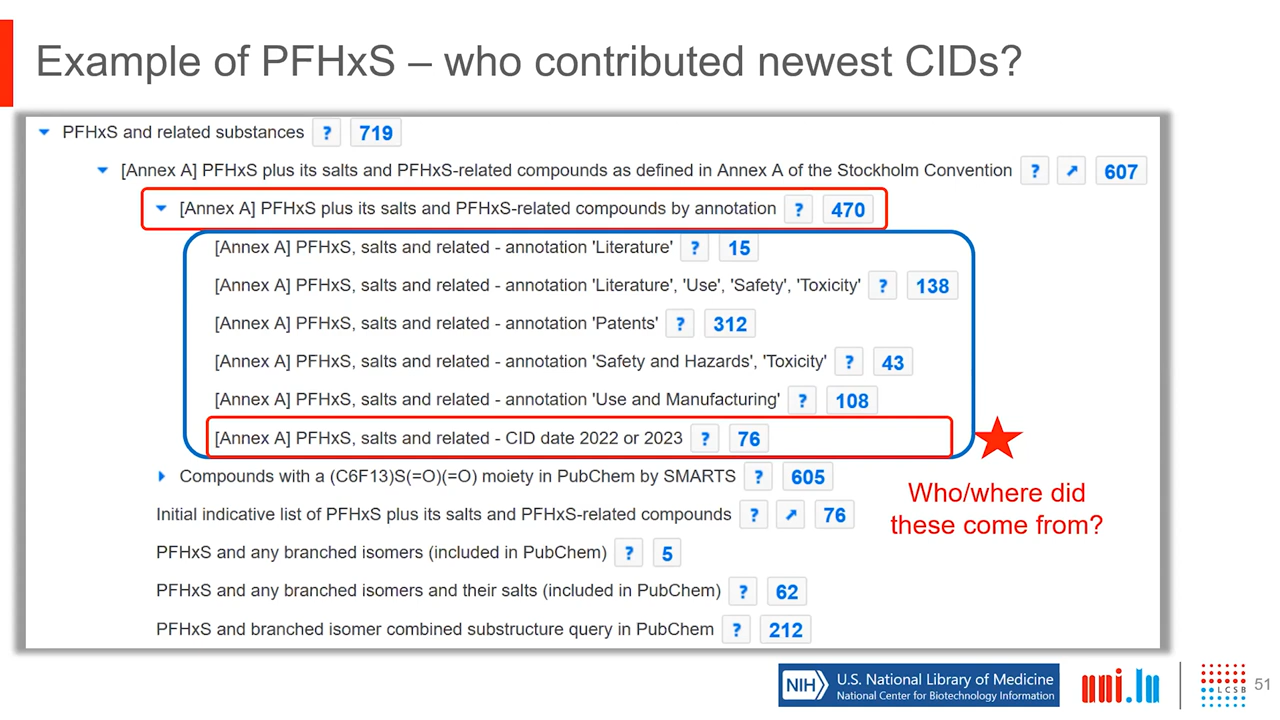 Example of PFHxS – who contributed newest CIDs?
PFHxS and related substances ? 719
[Annex A] PFHxS plus its salts and PFHxS-related compounds as defined in Annex A of the Stockholm Convention ? ↗ 607
[Annex A] PFHxS plus its salts and PFHxS-related compounds by annotation ? 470
[Annex A] PFHxS, salts and related - annotation 'Literature' ? 15
[Annex A] PFHxS, salts and related - annotation 'Literature', 'Use', 'Safety', 'Toxicity' ? 138
[Annex A] PFHxS, salts and related - annotation 'Patents' ? 312
[Annex A] PFHxS, salts and related - annotation 'Safety and Hazards', 'Toxicity' ? 43
[Annex A] PFHxS, salts and related - annotation 'Use and Manufacturing' ? 108
[Annex A] PFHxS, salts and related - CID date 2022 or 2023 ? 76
Compounds with a (C6F13)S(=O)(=O) moiety in PubChem by SMARTS ? 605
Initial indicative list of PFHxS plus its salts and PFHxS-related compounds ? ↗ 76
PFHxS and any branched isomers (included in PubChem) ? 5
PFHxS and any branched isomers and their salts (included in PubChem) ? 62
PFHxS and branched isomer combined substructure query in PubChem ? 212
Who/where did
these come from?
NIH U.S. National Library of Medicine
National Center for Biotechnology Information
uni.lu
LCSB
51